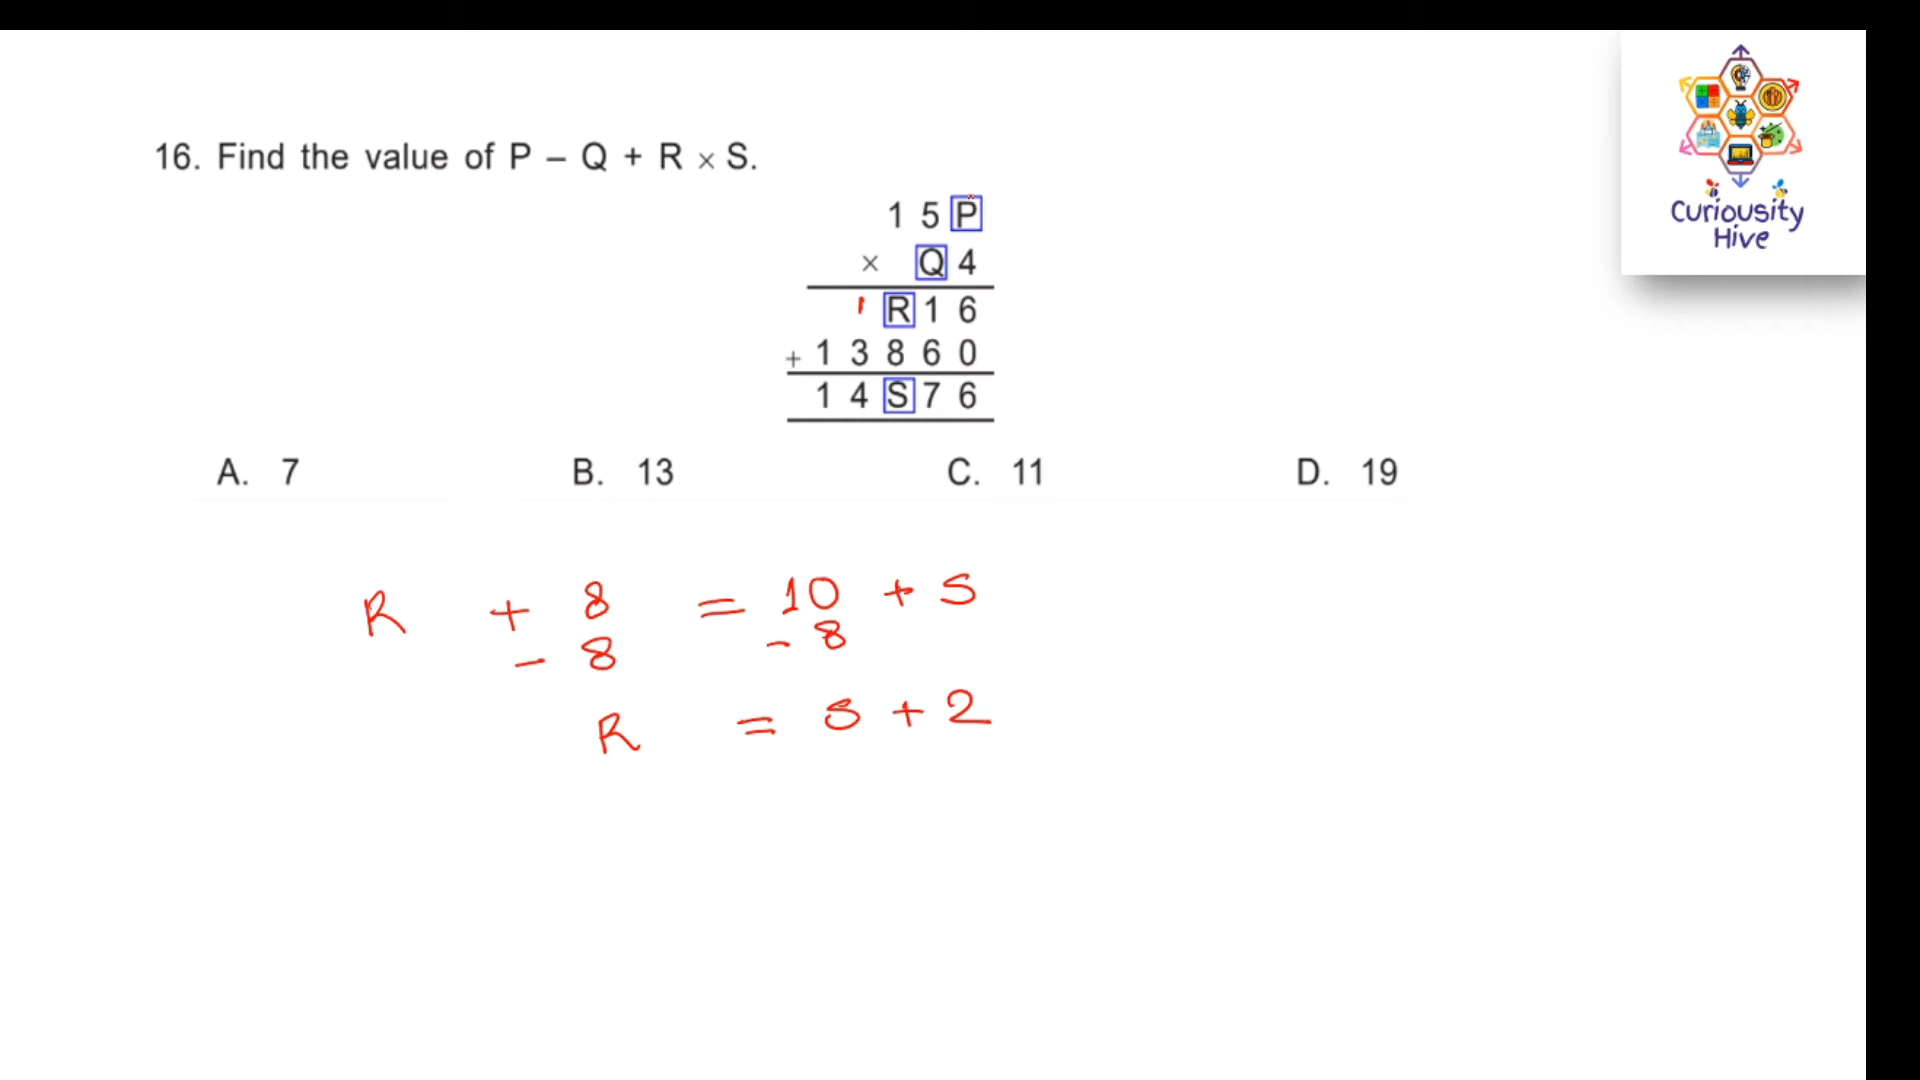 Curiousity
Hive
16. Find the value of P – Q + R × S.
1 5 P
× Q 4
1 R 1 6
+ 1 3 8 6 0
1 4 S 7 6
A. 7 B. 13 C. 11 D. 19
R + 8 = 10 + S
- 8 - 8
R = S + 2